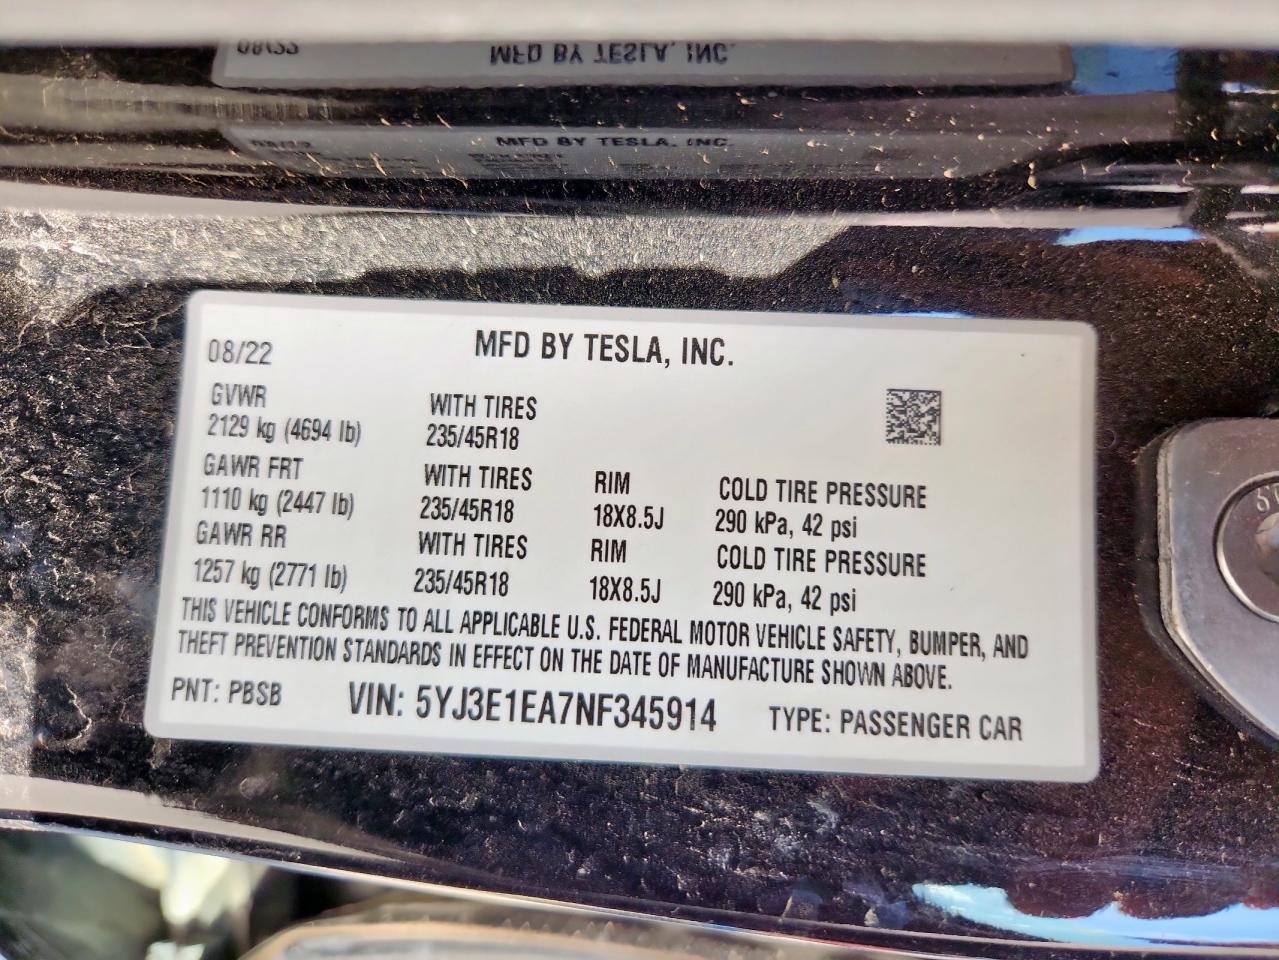 MFD BY TESLA, INC.
08/22
MFD BY TESLA, INC.
08/22
MFD BY TESLA, INC.
GVWR
2129 kg (4694 lb)
WITH TIRES
235/45R18
GAWR FRT
1110 kg (2447 lb)
WITH TIRES
235/45R18
RIM
18X8.5J
COLD TIRE PRESSURE
290 kPa, 42 psi
GAWR RR
1257 kg (2771 lb)
WITH TIRES
235/45R18
RIM
18X8.5J
COLD TIRE PRESSURE
290 kPa, 42 psi
THIS VEHICLE CONFORMS TO ALL APPLICABLE U.S. FEDERAL MOTOR VEHICLE SAFETY, BUMPER, AND
THEFT PREVENTION STANDARDS IN EFFECT ON THE DATE OF MANUFACTURE SHOWN ABOVE.
PNT: PBSB
VIN: 5YJ3E1EA7NF345914
TYPE: PASSENGER CAR